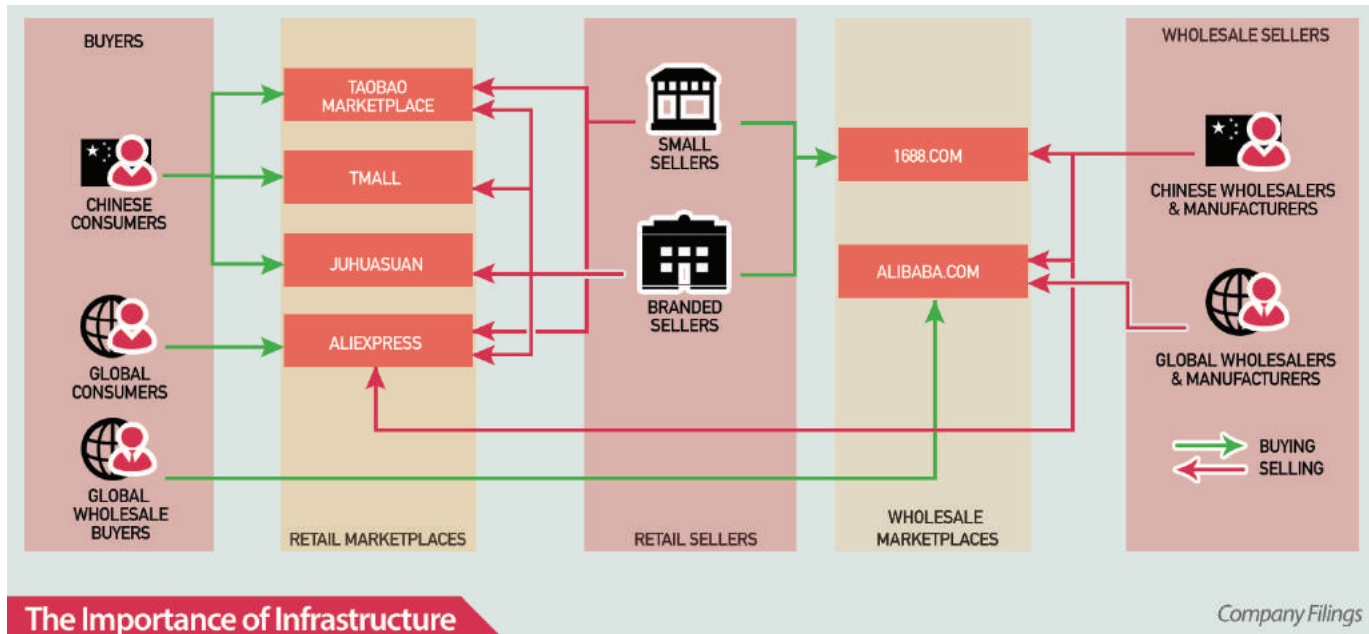 BUYERS
CHINESE
CONSUMERS
GLOBAL
CONSUMERS
GLOBAL
WHOLESALE
BUYERS
TAOBAO
MARKETPLACE
TMALL
JUHUASUAN
ALIEXPRESS
RETAIL MARKETPLACES
SMALL
SELLERS
BRANDED
SELLERS
RETAIL SELLERS
1688.COM
ALIBABA.COM
WHOLESALE
MARKETPLACES
WHOLESALE SELLERS
CHINESE WHOLESALERS
& MANUFACTURERS
GLOBAL WHOLESALERS
& MANUFACTURERS
BUYING
SELLING
The Importance of Infrastructure
Company Filings